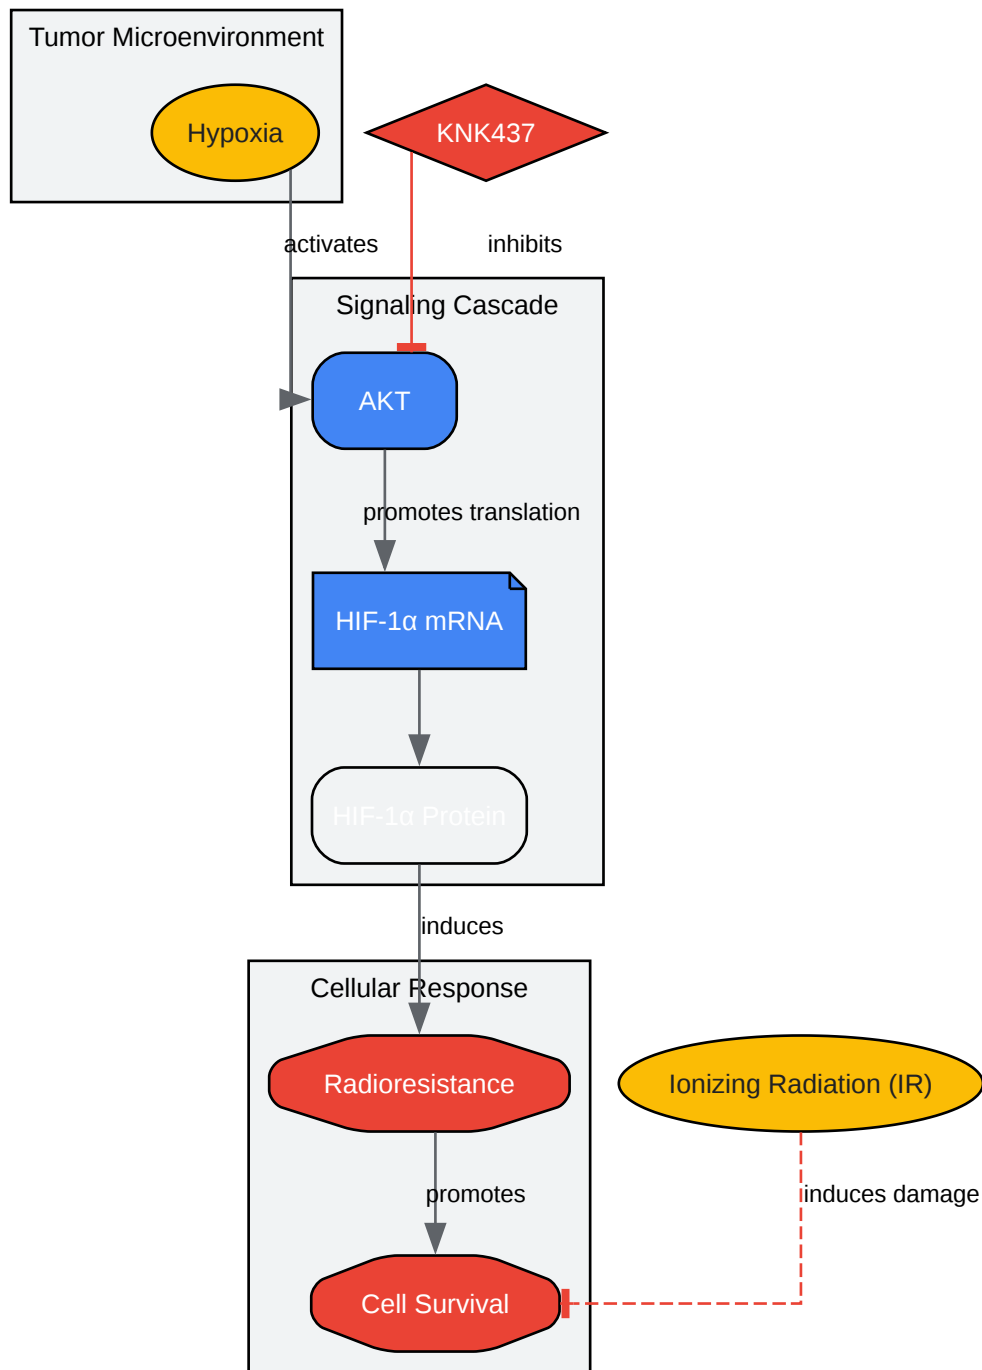 Tumor Microenvironment
Hypoxia
KNK437
activates
inhibits
Signaling Cascade
AKT
promotes translation
HIF-1α mRNA
HIF-1α Protein
induces
Cellular Response
Radioresistance
Ionizing Radiation (IR)
promotes
induces damage
Cell Survival